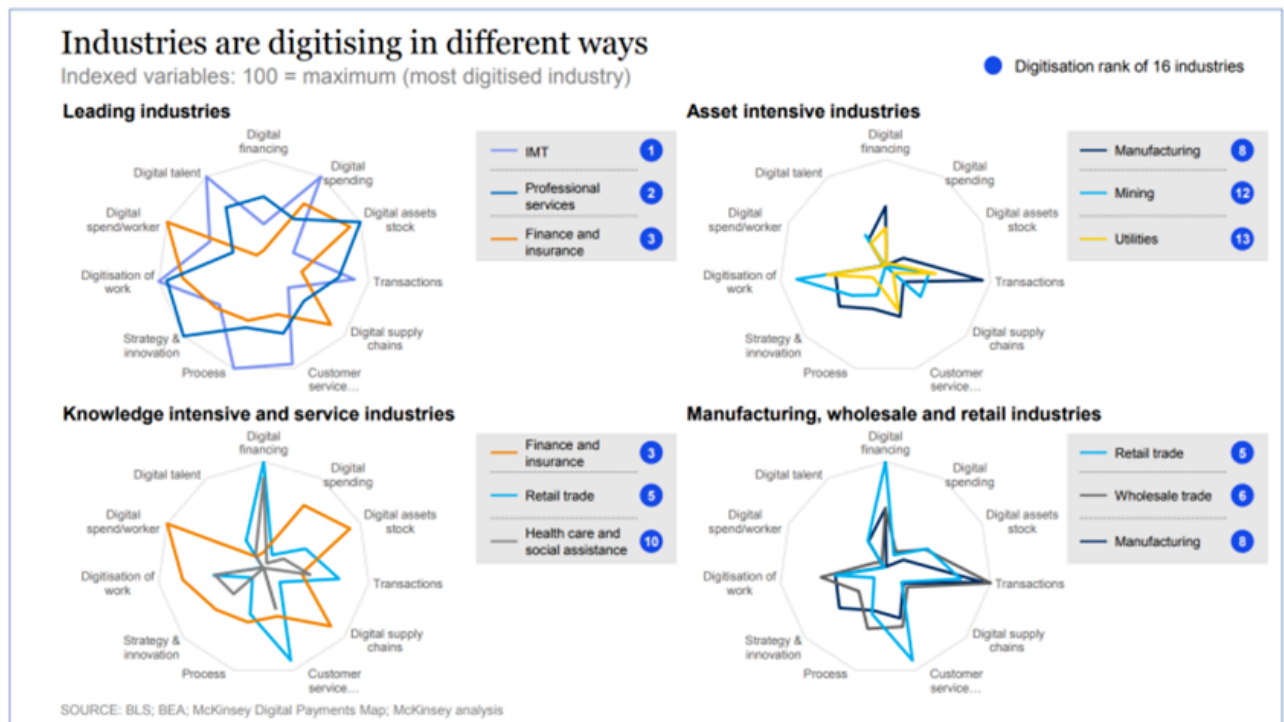 Industries are digitising in different ways
Indexed variables: 100 = maximum (most digitised industry)
Digitisation rank of 16 industries
Leading industries
Digital
financing
Digital
spending
Digital assets
stock
Transactions
Digital supply
chains
Customer
service...
Process
Strategy &
innovation
Digitisation of
work
Digital
spend/worker
Digital talent
IMT
1
Professional
services
2
Finance and
insurance
3
Asset intensive industries
Digital
financing
Digital
spending
Digital assets
stock
Transactions
Digital supply
chains
Customer
service...
Process
Strategy &
innovation
Digitisation of
work
Digital
spend/worker
Digital talent
Manufacturing
8
Mining
12
Utilities
13
Knowledge intensive and service industries
Digital
financing
Digital
spending
Digital assets
stock
Transactions
Digital supply
chains
Customer
service...
Process
Strategy &
innovation
Digitisation of
work
Digital
spend/worker
Digital talent
Finance and
insurance
3
Retail trade
5
Health care and
social assistance
10
Manufacturing, wholesale and retail industries
Digital
financing
Digital
spending
Digital assets
stock
Transactions
Digital supply
chains
Customer
service...
Process
Strategy &
innovation
Digitisation of
work
Digital
spend/worker
Digital talent
Retail trade
5
Wholesale trade
6
Manufacturing
8
SOURCE: BLS; BEA; McKinsey Digital Payments Map; McKinsey analysis